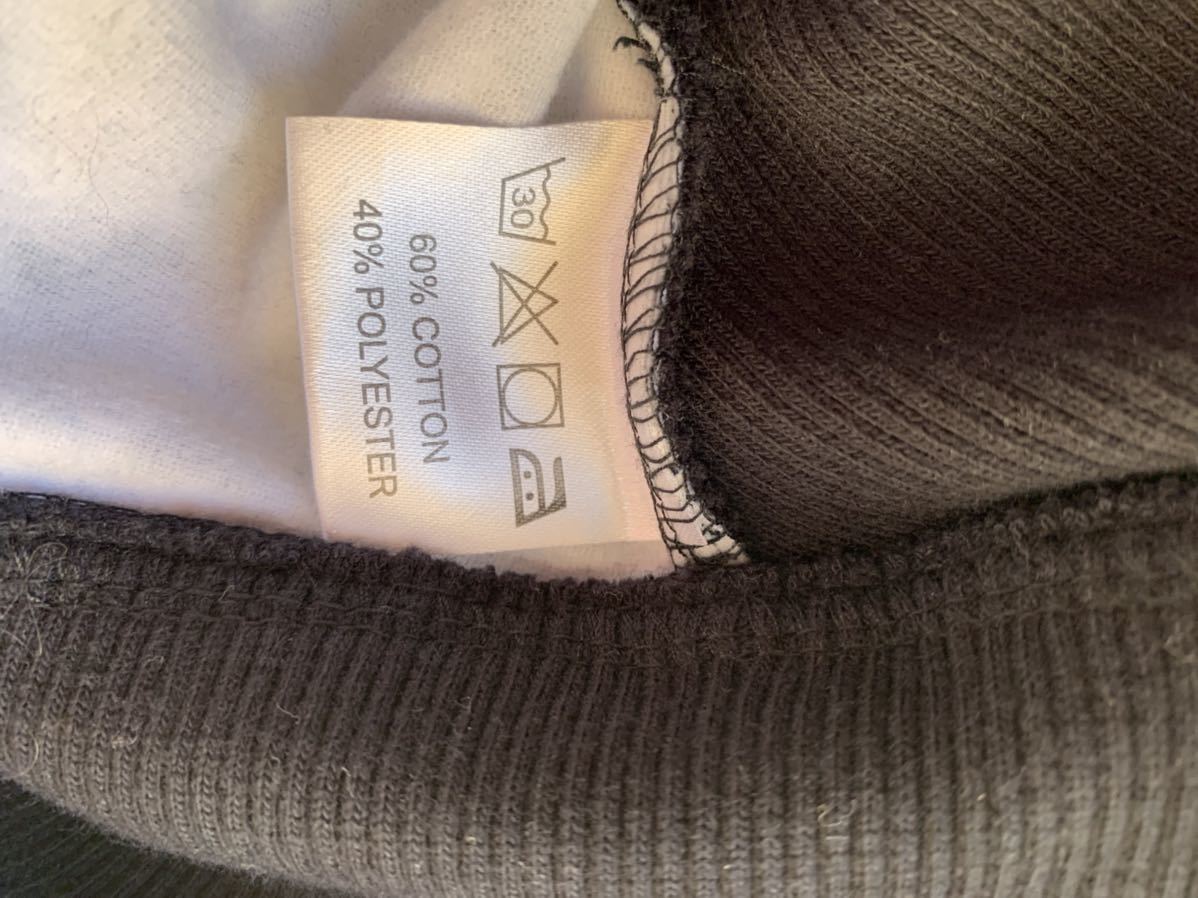 30
60% COTTON
40% POLYESTER